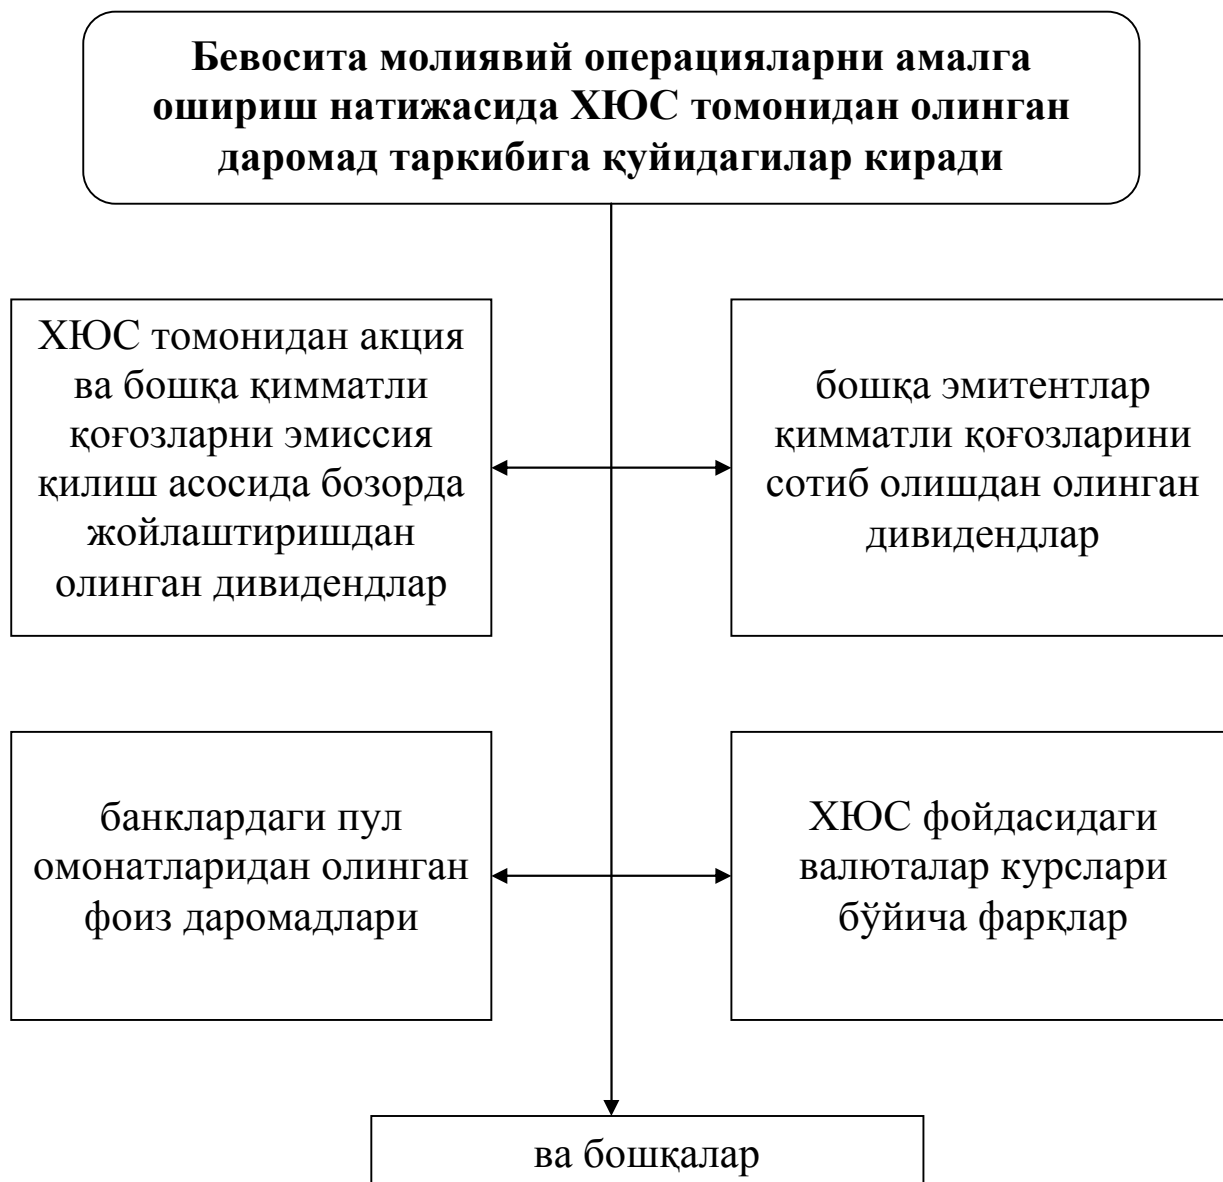 Бевосита молиявий операцияларни амалга
ошириш натижасида ХЮС томонидан олинган
даромад таркибига қуйидагилар киради
ХЮС томонидан акция
ва бошқа қимматли
қоғозларни эмиссия
қилиш асосида бозорда
жойлаштиришдан
олинган дивидендлар
бошқа эмитентлар
қимматли қоғозларини
сотиб олишдан олинган
дивидендлар
банклардаги пул
омонатларидан олинган
фоиз даромадлари
ХЮС фойдасидаги
валюталар курслари
бўйича фарқлар
ва бошқалар